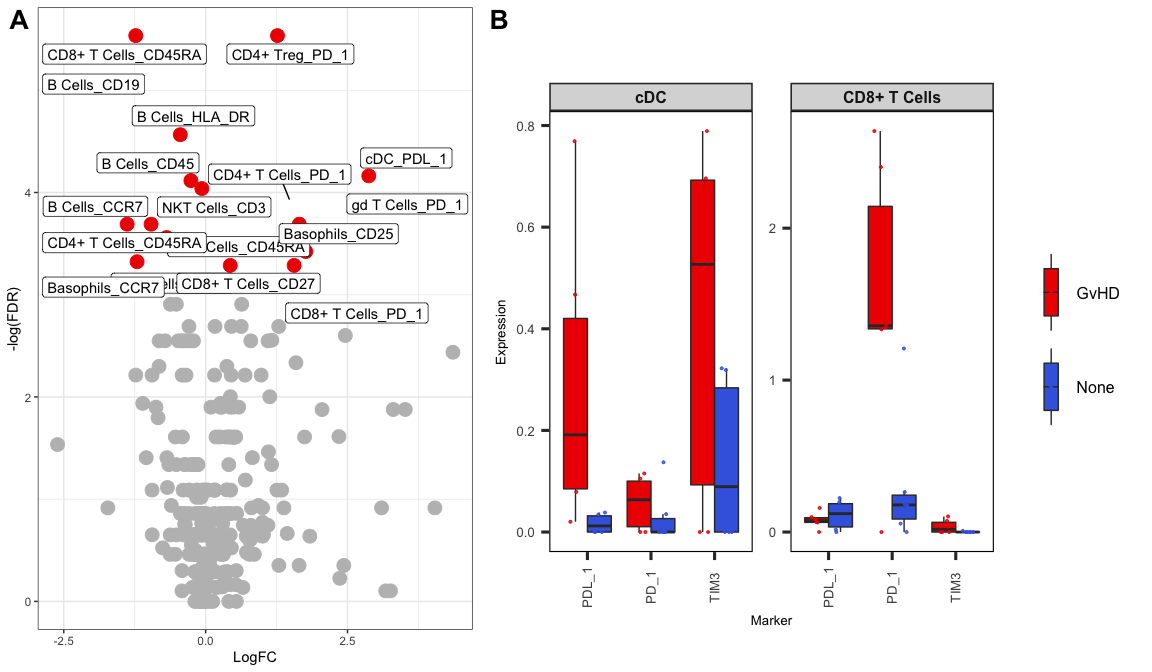 A
B
CD8+ T Cells_CD45RA
CD4+ Treg_PD_1
B Cells_CD19
B Cells_HLA_DR
B Cells_CD45
cDC_PDL_1
CD4+ T Cells_PD_1
B Cells_CCR7
NKT Cells_CD3
gd T Cells_PD_1
Basophils_CD25
CD4+ T Cells_CD45RA
Cells_CD45RA
Basophils_CCR7
CD8+ T Cells_CD27
CD8+ T Cells_PD_1
-log(FDR)
4
2
0
-2.5
0.0
2.5
LogFC
cDC
CD8+ T Cells
Expression
0.8
0.6
0.4
0.2
0.0
2
1
0
PDL_1
PD_1
TIM3
PDL_1
PD_1
TIM3
Marker
GvHD
None